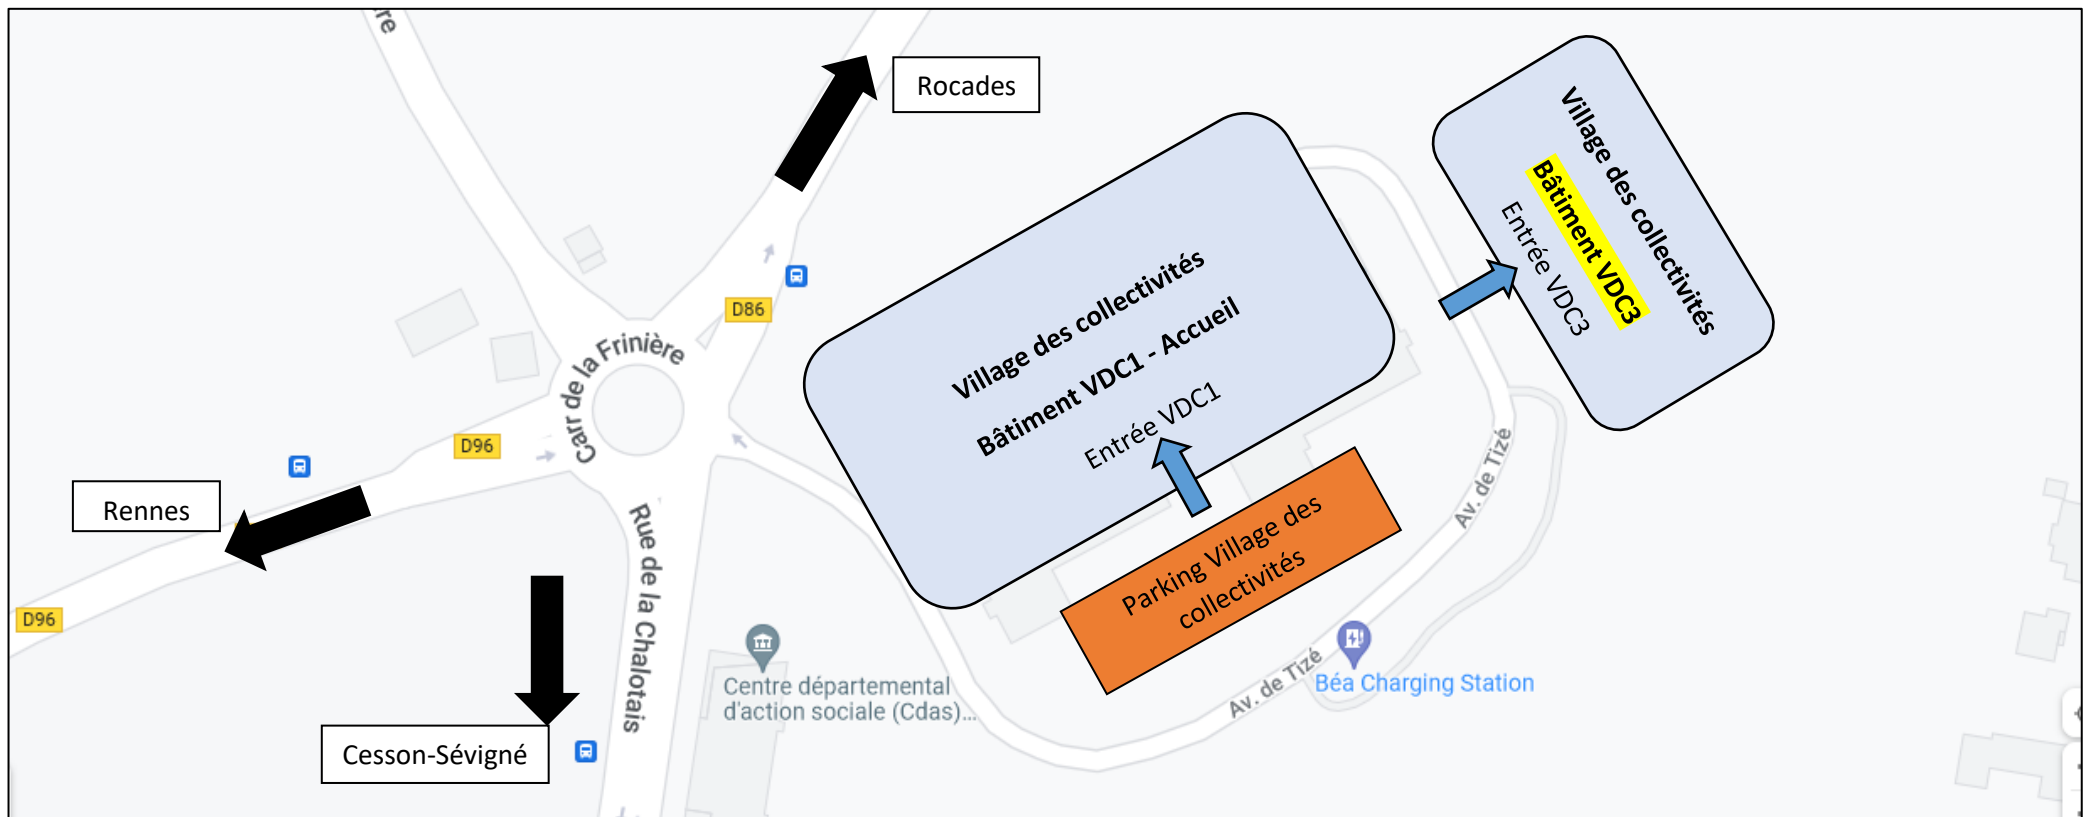 re
Rocades
Village des collectivités
Bâtiment VDC3
Entrée VDC3
Village des collectivités
Bâtiment VDC1 - Accueil
Entrée VDC1
D86
Carr de la Frinière
D96
Rennes
D96
Rue de la Chalotais
Parking Village des
collectivités
Av. de Tizé
Av. de Tizé
Béa Charging Station
Centre départemental
d'action sociale (Cdas)...
Cesson-Sévigné